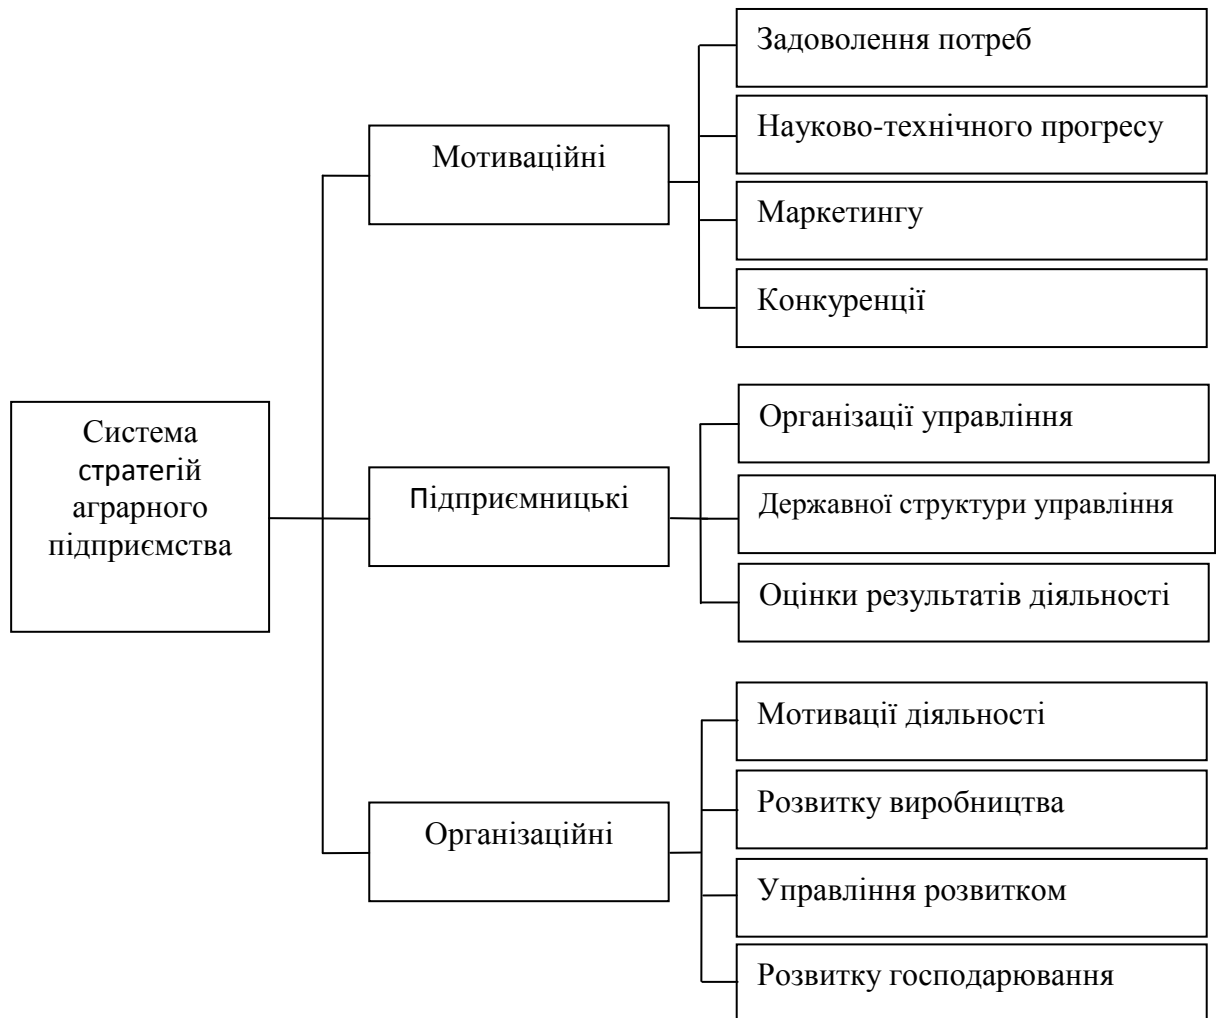 Система
стратегій
аграрного
підприємства
Мотиваційні
Задоволення потреб
Науково-технічного прогресу
Маркетингу
Конкуренції
Підприємницькі
Організації управління
Державної структури управління
Оцінки результатів діяльності
Організаційні
Мотивації діяльності
Розвитку виробництва
Управління розвитком
Розвитку господарювання